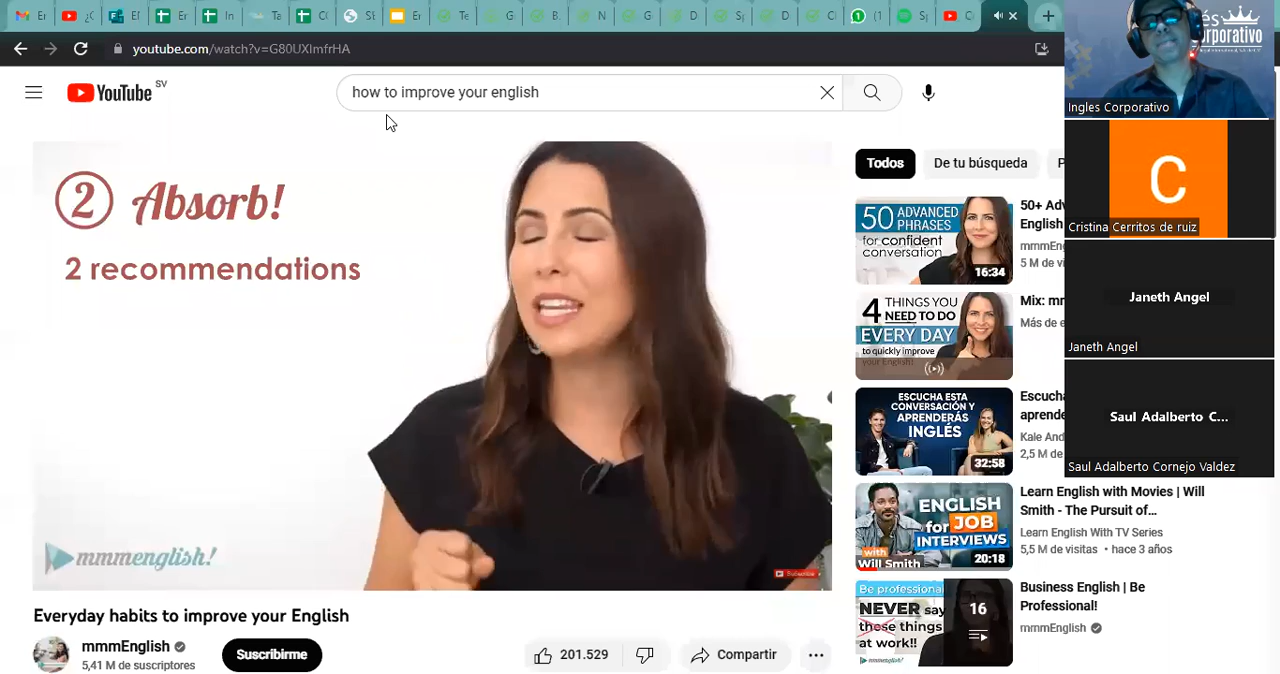 youtube.com/watch?v=G80UXImfrHA
YouTube SV
how to improve your english
2 Absorb!
2 recommendations
mmmenglish!
Subscribe
Everyday habits to improve your English
mmmEnglish
5,41 M de suscriptores
Suscribirme
201.529
Compartir
Todos
De tu búsqueda
50 ADVANCED
PHRASES
for confident
conversation
16:34
50+ Adv
English
5 M de vi
4 THINGS YOU
NEED TO DO
EVERY DAY
to quickly improve
your English!
Mix: mr
Más de e
ESCUCHA ESTA
CONVERSACIÓN Y
APRENDERÁS
INGLÉS
32:58
Escucha
aprende
Kale And
2,5 M de
ENGLISH
for JOB
INTERVIEWS
with
Will Smith
20:18
Learn English with Movies | Will
Smith - The Pursuit of…
Learn English With TV Series
5,5 M de visitas • hace 3 años
Be professional!
NEVER say
these things
at work!!
mmmenglish!
16
Business English | Be
Professional!
mmmEnglish
és
Corporativo
Ingles Corporativo
C
Cristina Cerritos de ruiz
Janeth Angel
Janeth Angel
Saul Adalberto C...
Saul Adalberto Cornejo Valdez